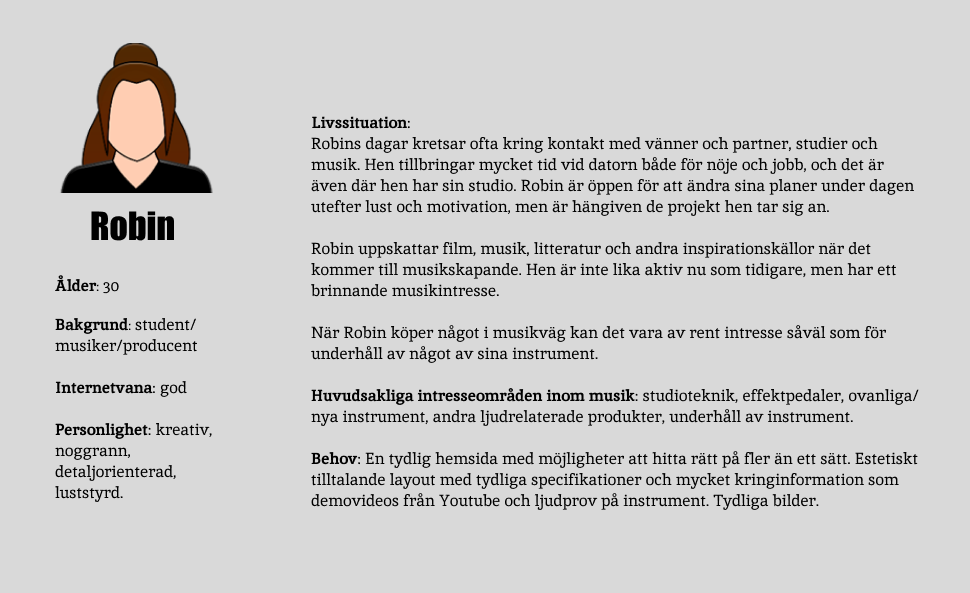 Robin
Ålder: 30
Bakgrund: student/
musiker/producent
Internetvana: god
Personlighet: kreativ,
noggrann,
detaljorienterad,
luststyrd.
Livssituation:
Robins dagar kretsar ofta kring kontakt med vänner och partner, studier och
musik. Hen tillbringar mycket tid vid datorn både för nöje och jobb, och det är
även där hen har sin studio. Robin är öppen för att ändra sina planer under dagen
utefter lust och motivation, men är hängiven de projekt hen tar sig an.
Robin uppskattar film, musik, litteratur och andra inspirationskällor när det
kommer till musikskapande. Hen är inte lika aktiv nu som tidigare, men har ett
brinnande musikintresse.
När Robin köper något i musikväg kan det vara av rent intresse såväl som för
underhåll av något av sina instrument.
Huvudsakliga intresseområden inom musik: studioteknik, effektpedaler, ovanliga/
nya instrument, andra ljudrelaterade produkter, underhåll av instrument.
Behov: En tydlig hemsida med möjligheter att hitta rätt på fler än ett sätt. Estetiskt
tilltalande layout med tydliga specifikationer och mycket kringinformation som
demovideos från Youtube och ljudprov på instrument. Tydliga bilder.